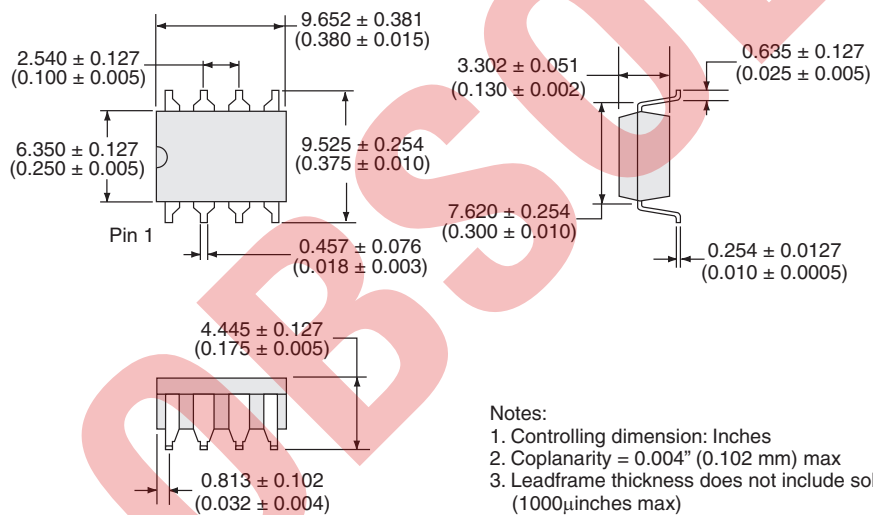 9.652 ± 0.381
(0.380 ± 0.015)
2.540 ± 0.127
(0.100 ± 0.005)
6.350 ± 0.127
(0.250 ± 0.005)
9.525 ± 0.254
(0.375 ± 0.010)
Pin 1
0.457 ± 0.076
(0.018 ± 0.003)
3.302 ± 0.051
(0.130 ± 0.002)
0.635 ± 0.127
(0.025 ± 0.005)
7.620 ± 0.254
(0.300 ± 0.010)
0.254 ± 0.0127
(0.010 ± 0.0005)
4.445 ± 0.127
(0.175 ± 0.005)
0.813 ± 0.102
(0.032 ± 0.004)
Notes:
1. Controlling dimension: Inches
2. Coplanarity = 0.004” (0.102 mm) max
3. Leadframe thickness does not include
(1000μinches max)
OBSO